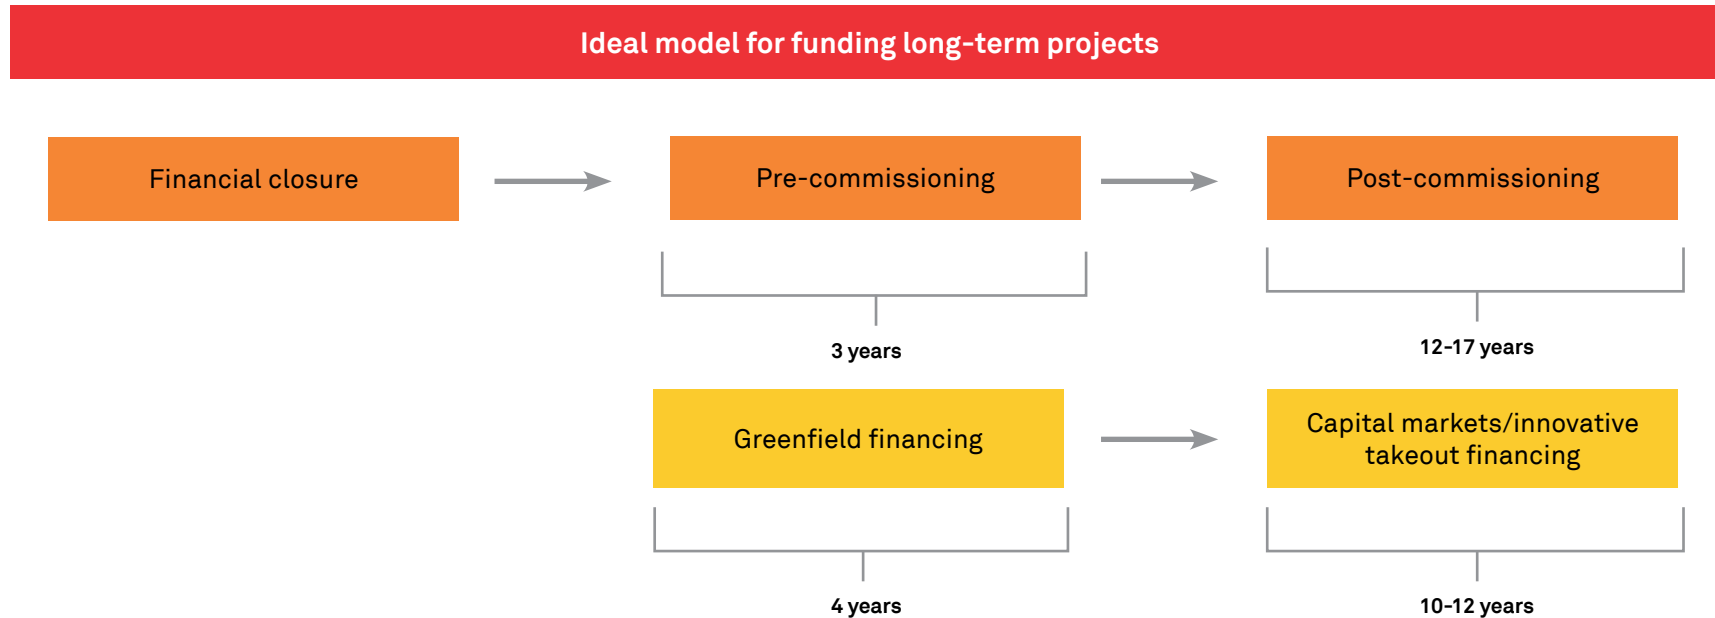 Ideal model for funding long-term projects
Financial closure
Pre-commissioning
Post-commissioning
3 years
12-17 years
Greenfield financing
Capital markets/innovative
takeout financing
4 years
10-12 years